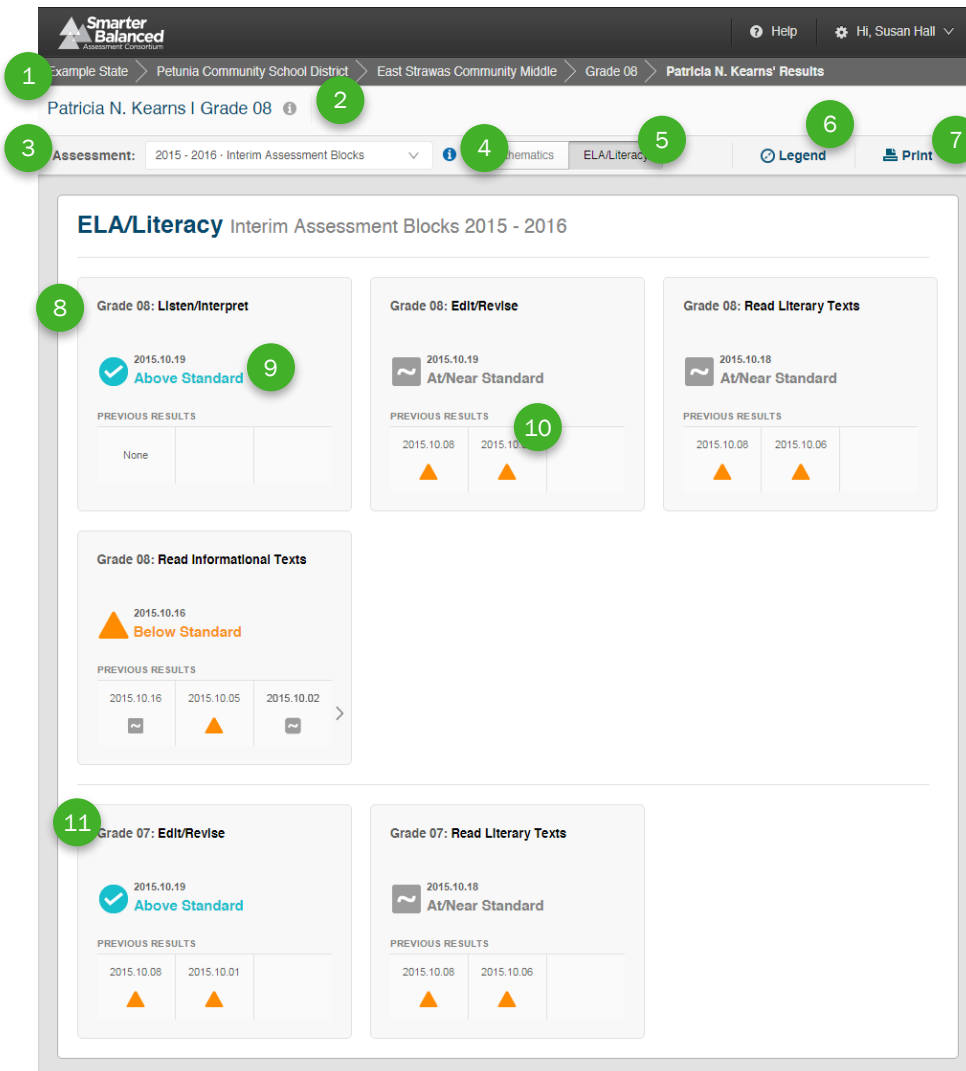 Smarter
Balanced
Assessment Consortium
Help
Hi, Susan Hall
1
Example State
Petunia Community School District
East Strawas Community Middle
Grade 08
Patricia N. Kearns' Results
Patricia N. Kearns | Grade 08
2
3
Assessment:
2015 - 2016 · Interim Assessment Blocks
4
hematics
ELA/Literacy
5
6
Legend
7
Print
ELA/Literacy Interim Assessment Blocks 2015 - 2016
8
Grade 08: Listen/Interpret
2015.10.19
Above Standard
9
PREVIOUS RESULTS
None
Grade 08: Edit/Revise
2015.10.19
At/Near Standard
PREVIOUS RESULTS
10
2015.10.08
2015.10
Grade 08: Read Literary Texts
2015.10.18
At/Near Standard
PREVIOUS RESULTS
2015.10.08
2015.10.06
Grade 08: Read Informational Texts
2015.10.16
Below Standard
PREVIOUS RESULTS
2015.10.16
2015.10.05
2015.10.02
11
Grade 07: Edit/Revise
2015.10.19
Above Standard
PREVIOUS RESULTS
2015.10.08
2015.10.01
Grade 07: Read Literary Texts
2015.10.18
At/Near Standard
PREVIOUS RESULTS
2015.10.08
2015.10.06